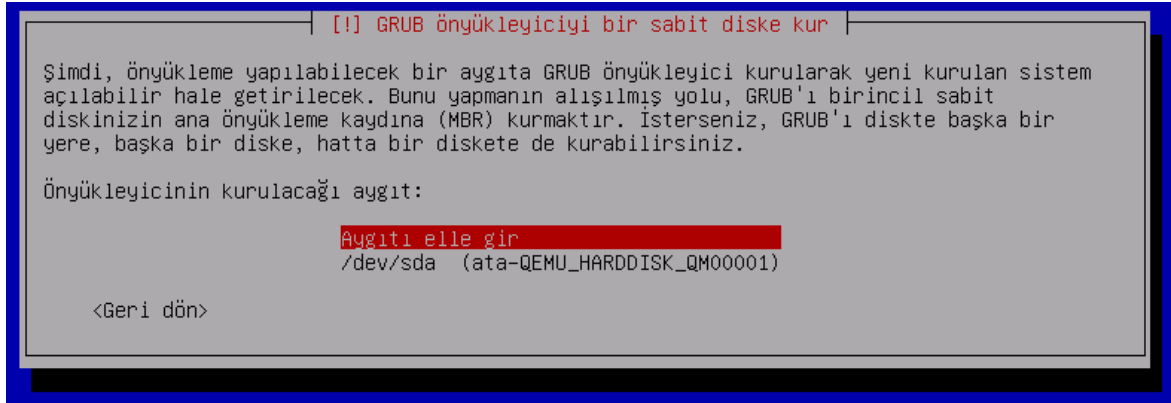 [!] GRUB önyükleyiciyi bir sabit diske kur
Şimdi, önyükleme yapılabilecek bir aygıta GRUB önyükleyici kurularak yeni kurulan sistem
açılabilir hale getirilecek. Bunu yapmanın alışılmış yolu, GRUB'ı birincil sabit
diskinizin ana önyükleme kaydına (MBR) kurmaktır. İsterseniz, GRUB'ı diskte başka bir
yere, başka bir diske, hatta bir diskete de kurabilirsiniz.
Önyükleyicinin kurulacağı aygıt:
Aygıtı elle gir
/dev/sda (ata-QEMU_HARDDISK_QM00001)
<Geri dön>